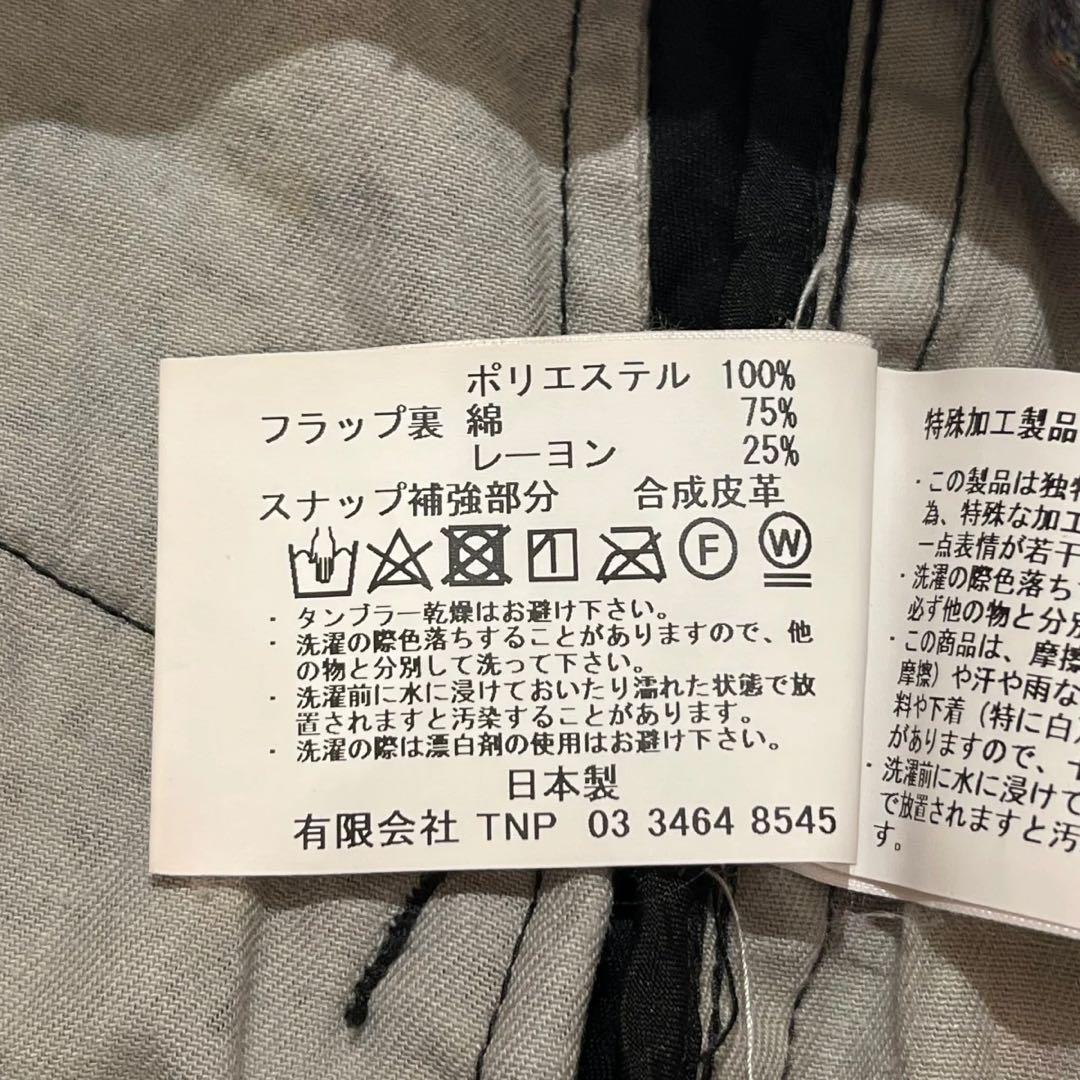 ポリエステル 100%
フラップ裏 綿 75%
レーヨン 25%
スナップ補強部分 合成皮革
F W
・タンブラー乾燥はお避け下さい。
・洗濯の際色落ちすることがありますので、他
の物と分別して洗って下さい。
・洗濯前に水に浸けておいたり濡れた状態で放
置されますと汚染することがあります。
・洗濯の際は漂白剤の使用はお避け下さい。
日本製
有限会社 TNP 03 3464 8545
特殊加工製品
・この製品は独特
為、特殊な加工
一点表情が若干
・洗濯の際色落ち
必ず他の物と分別
・この商品は、摩擦
摩擦）や汗や雨な
料や下着（特に白
がありますので、
・洗濯前に水に浸けて
で放置されますと汚
す。